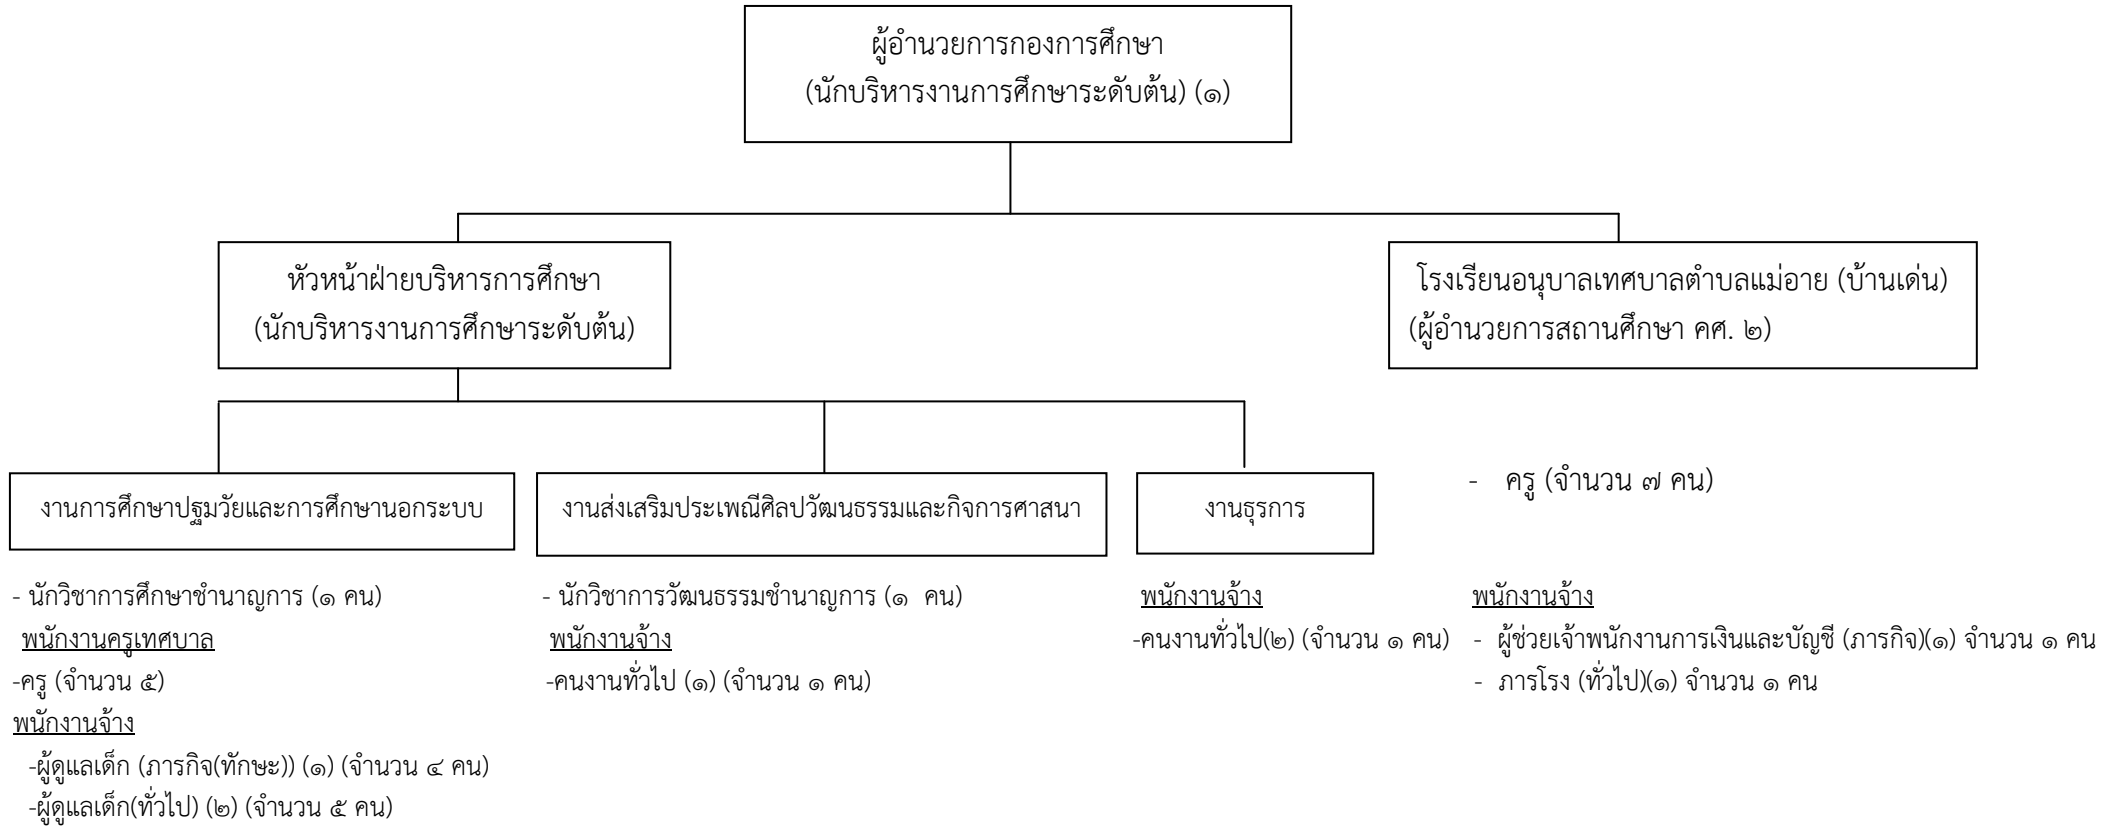 ผู้อำนวยการกองการศึกษา
(นักบริหารงานการศึกษาระดับต้น) (๑)
หัวหน้าฝ่ายบริหารการศึกษา
(นักบริหารงานการศึกษาระดับต้น)
โรงเรียนอนุบาลเทศบาลตำบลแม่อาย (บ้านเด่น)
(ผู้อำนวยการสถานศึกษา คศ. ๒)
งานการศึกษาปฐมวัยและการศึกษานอกระบบ
- นักวิชาการศึกษาชำนาญการ (๑ คน)
พนักงานครูเทศบาล
-ครู (จำนวน ๕)
พนักงานจ้าง
-ผู้ดูแลเด็ก (ภารกิจ(ทักษะ)) (๑) (จำนวน ๔ คน)
-ผู้ดูแลเด็ก(ทั่วไป) (๒) (จำนวน ๕ คน)
งานส่งเสริมประเพณีศิลปวัฒนธรรมและกิจการศาสนา
- นักวิชาการวัฒนธรรมชำนาญการ (๑ คน)
พนักงานจ้าง
-คนงานทั่วไป (๑) (จำนวน ๑ คน)
งานธุรการ
พนักงานจ้าง
-คนงานทั่วไป(๒) (จำนวน ๑ คน)
- ครู (จำนวน ๗ คน)
พนักงานจ้าง
- ผู้ช่วยเจ้าพนักงานการเงินและบัญชี (ภารกิจ)(๑) จำนวน ๑ คน
- ภารโรง (ทั่วไป)(๑) จำนวน ๑ คน